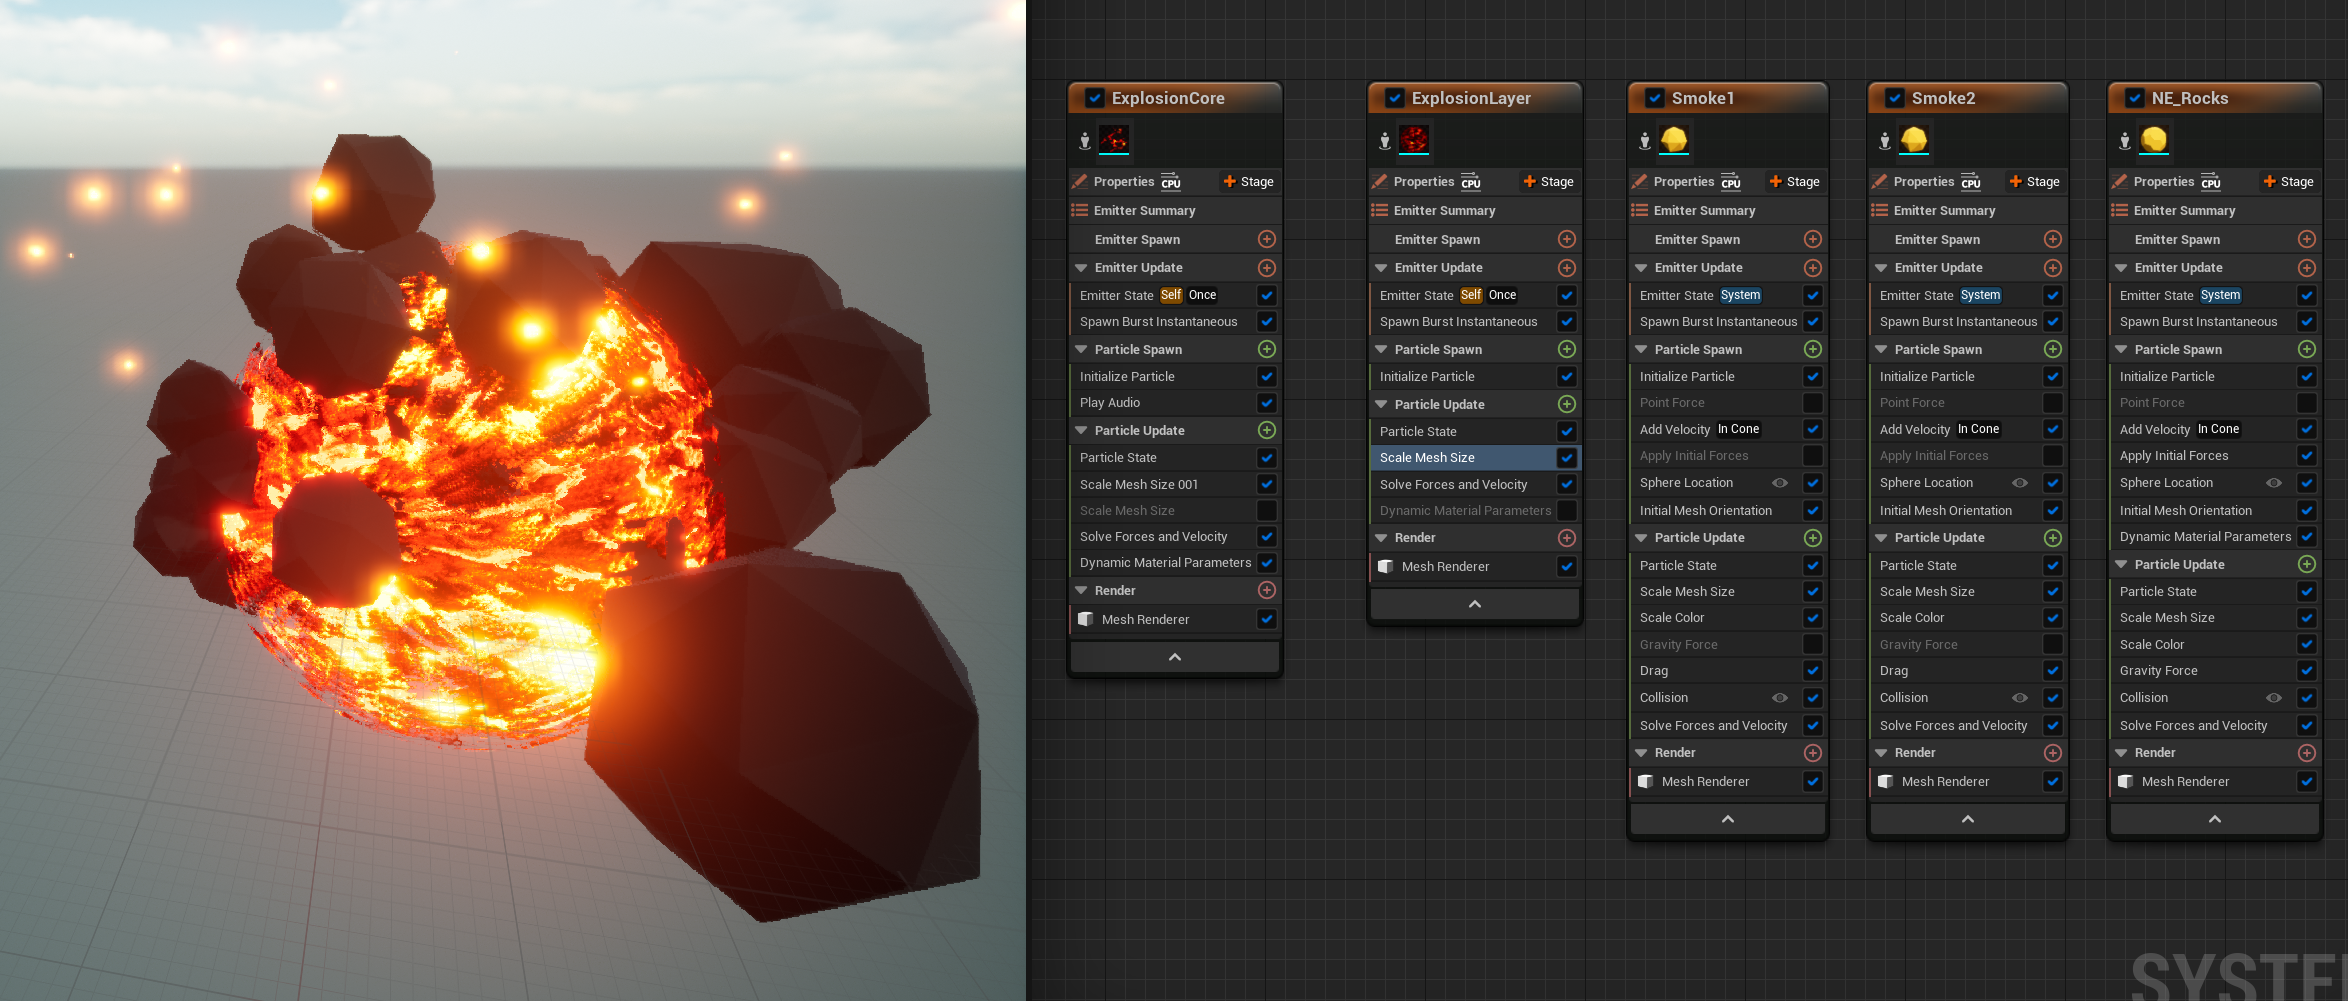 ExplosionCore
Properties CPU Stage
Emitter Summary
Emitter Spawn
Emitter Update
Emitter State Self Once
Spawn Burst Instantaneous
Particle Spawn
Initialize Particle
Play Audio
Particle Update
Particle State
Scale Mesh Size 001
Scale Mesh Size
Solve Forces and Velocity
Dynamic Material Parameters
Render
Mesh Renderer
ExplosionLayer
Properties CPU Stage
Emitter Summary
Emitter Spawn
Emitter Update
Emitter State Self Once
Spawn Burst Instantaneous
Particle Spawn
Initialize Particle
Particle Update
Particle State
Scale Mesh Size
Solve Forces and Velocity
Dynamic Material Parameters
Render
Mesh Renderer
Smoke1
Properties CPU Stage
Emitter Summary
Emitter Spawn
Emitter Update
Emitter State System
Spawn Burst Instantaneous
Particle Spawn
Initialize Particle
Point Force
Add Velocity In Cone
Apply Initial Forces
Sphere Location
Initial Mesh Orientation
Particle Update
Particle State
Scale Mesh Size
Scale Color
Gravity Force
Drag
Collision
Solve Forces and Velocity
Render
Mesh Renderer
Smoke2
Properties CPU Stage
Emitter Summary
Emitter Spawn
Emitter Update
Emitter State System
Spawn Burst Instantaneous
Particle Spawn
Initialize Particle
Point Force
Add Velocity In Cone
Apply Initial Forces
Sphere Location
Initial Mesh Orientation
Particle Update
Particle State
Scale Mesh Size
Scale Color
Gravity Force
Drag
Collision
Solve Forces and Velocity
Render
Mesh Renderer
NE_Rocks
Properties CPU Stage
Emitter Summary
Emitter Spawn
Emitter Update
Emitter State System
Spawn Burst Instantaneous
Particle Spawn
Initialize Particle
Point Force
Add Velocity In Cone
Apply Initial Forces
Sphere Location
Initial Mesh Orientation
Dynamic Material Parameters
Particle Update
Particle State
Scale Mesh Size
Scale Color
Gravity Force
Collision
Solve Forces and Velocity
Render
Mesh Renderer